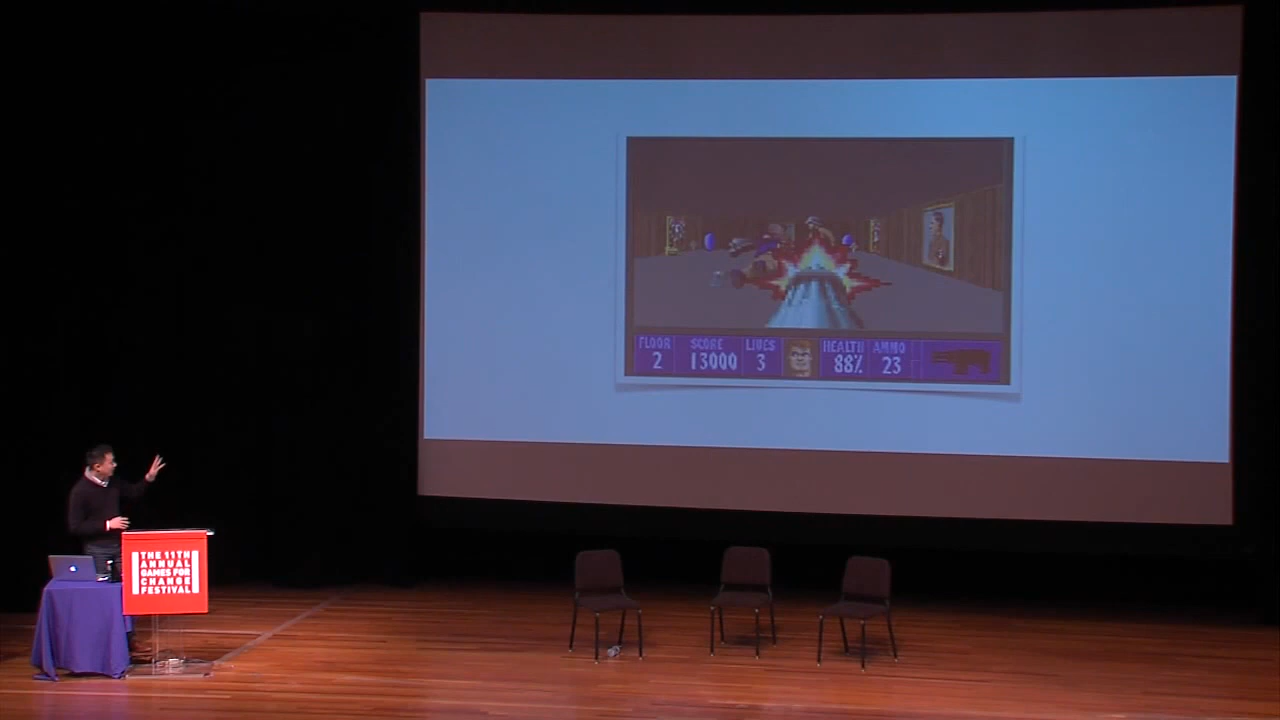 FLOOR SCORE LIVES HEALTH AMMO
2 13000 3 88% 23
THE 11TH
ANNUAL
GAMES FOR
CHANGE
FESTIVAL